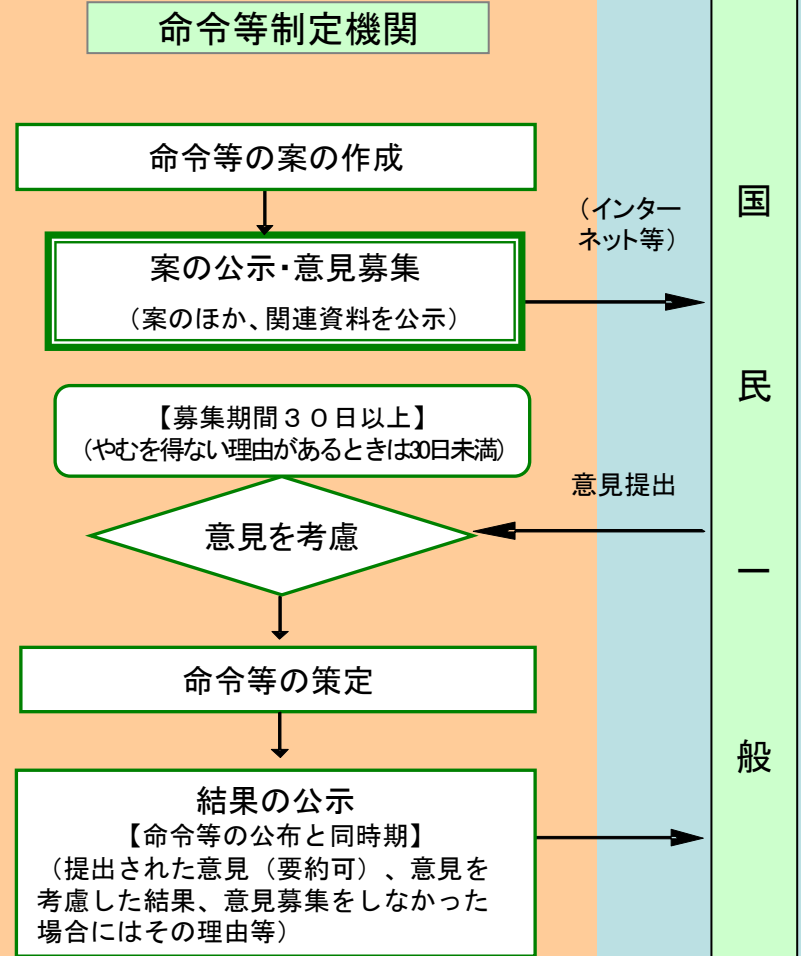 命令等制定機関
命令等の案の作成
案の公示・意見募集
（案のほか、関連資料を公示）
（インター
ネット等）
【募集期間３０日以上】
（やむを得ない理由があるときは30日未満）
意見提出
意見を考慮
命令等の策定
結果の公示
【命令等の公布と同時期】
（提出された意見（要約可）、意見を
考慮した結果、意見募集をしなかった
場合にはその理由等）
国
民
一
般